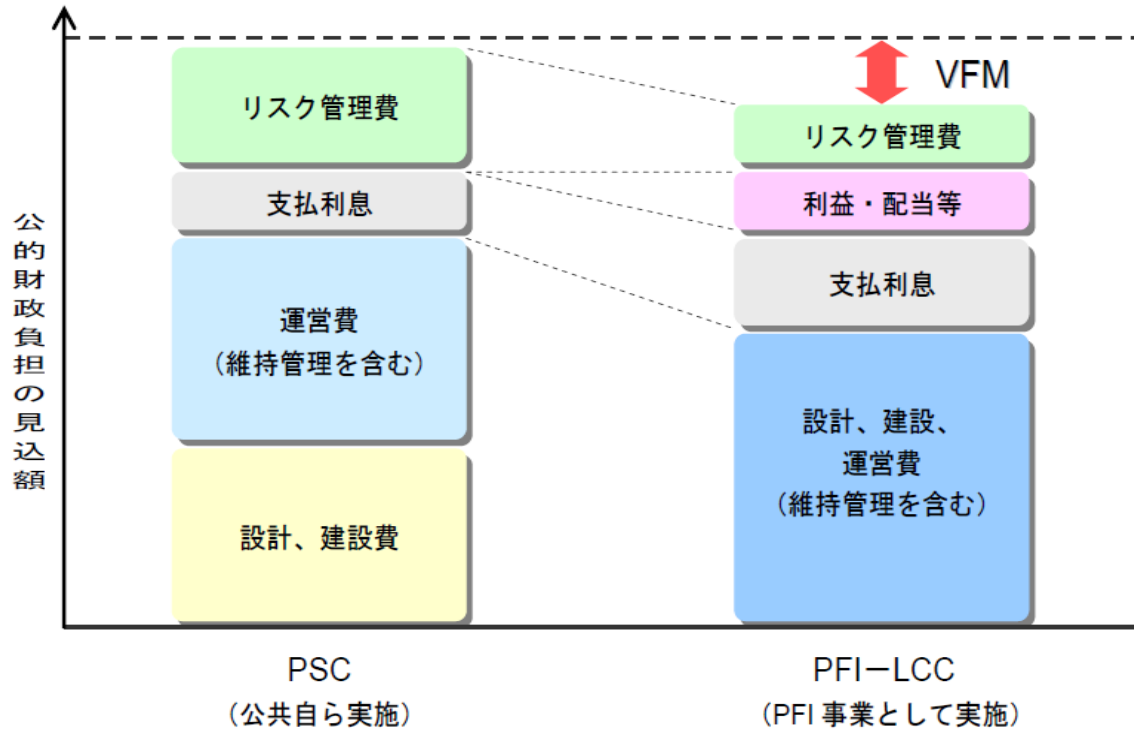 公的財政負担の見込額
リスク管理費
支払利息
運営費
（維持管理を含む）
設計、建設費
VFM
リスク管理費
利益・配当等
支払利息
設計、建設、
運営費
（維持管理を含む）
PSC
（公共自ら実施）
PFI－LCC
（PFI 事業として実施）